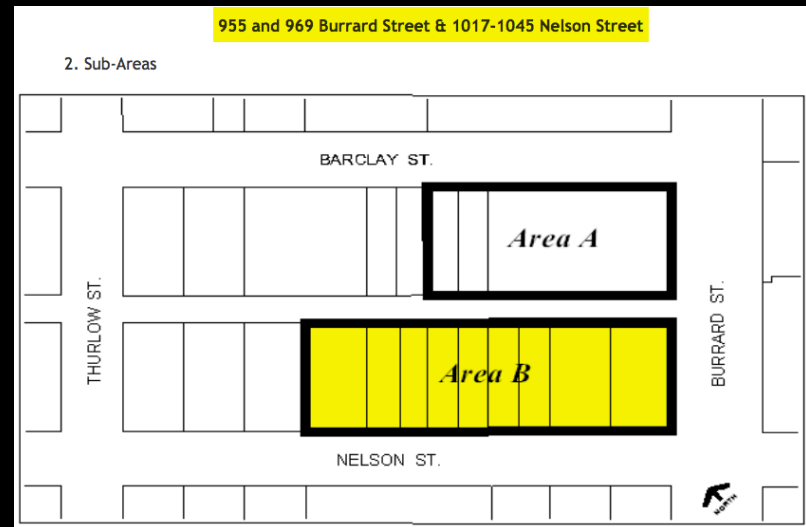 955 and 969 Burrard Street & 1017-1045 Nelson Street
2. Sub-Areas
BARCLAY ST.
Area A
THURLOW ST.
BURRARD ST.
Area B
NELSON ST.
NORTH